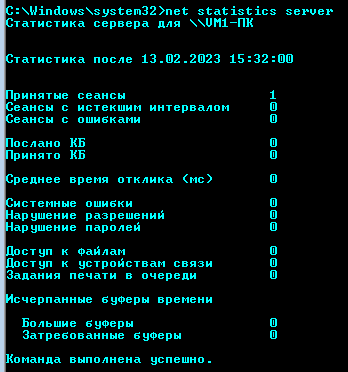 C:\Windows\system32>net statistics server
Статистика сервера для \\VM1-ПК
Статистика после 13.02.2023 15:32:00
Принятые сеансы 1
Сеансы с истекшим интервалом 0
Сеансы с ошибками 0
Послано КБ 0
Принято КБ 0
Среднее время отклика (мс) 0
Системные ошибки 0
Нарушение разрешений 0
Нарушение паролей 0
Доступ к файлам 0
Доступ к устройствам связи 0
Задания печати в очереди 0
Исчерпанные буферы времени
Большие буферы 0
Затребованные буферы 0
Команда выполнена успешно.